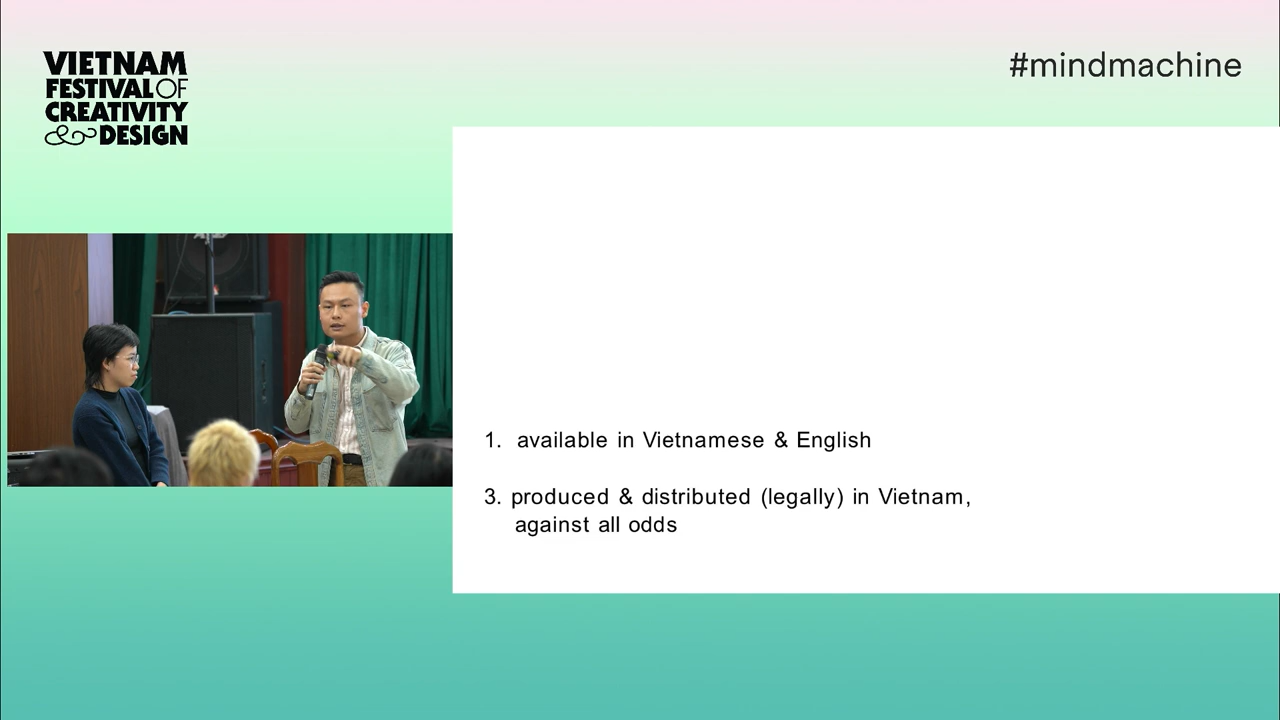 VIETNAM
FESTIVAL OF
CREATIVITY
& DESIGN
#mindmachine
1. available in Vietnamese & English
3. produced & distributed (legally) in Vietnam,
against all odds